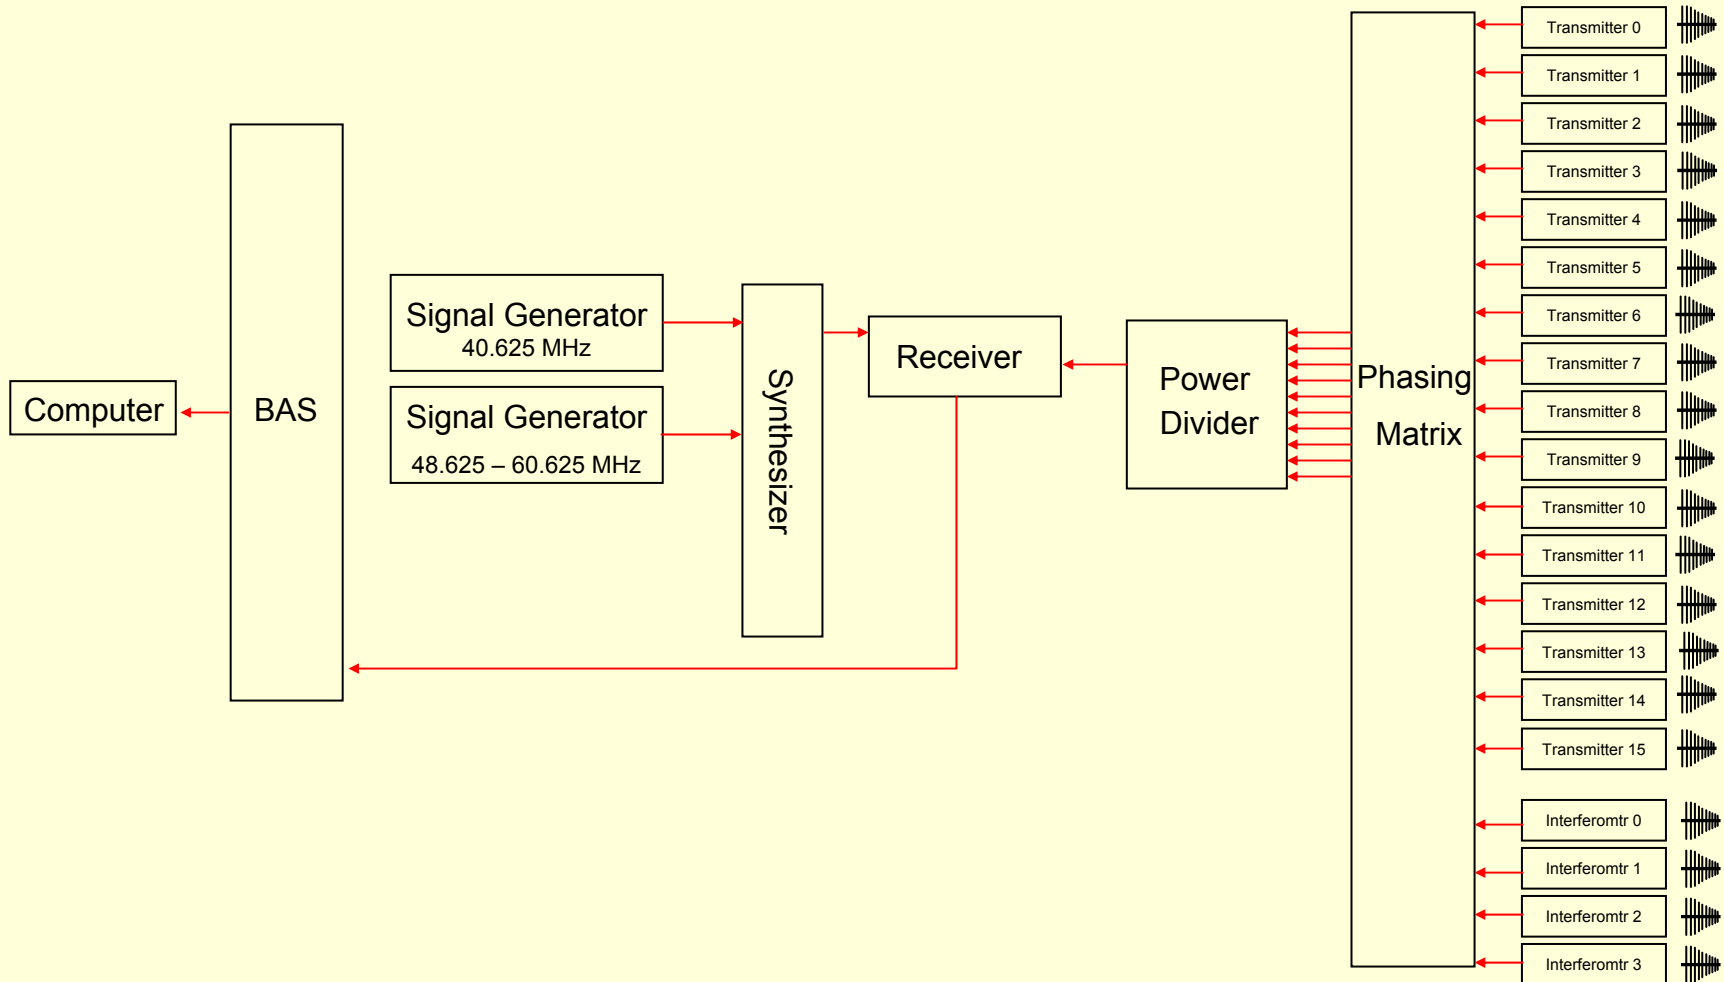 Computer
BAS
Signal Generator
40.625 MHz
Signal Generator
48.625 – 60.625 MHz
Synthesizer
Receiver
Power
Divider
Phasing
Matrix
Transmitter 0
Transmitter 1
Transmitter 2
Transmitter 3
Transmitter 4
Transmitter 5
Transmitter 6
Transmitter 7
Transmitter 8
Transmitter 9
Transmitter 10
Transmitter 11
Transmitter 12
Transmitter 13
Transmitter 14
Transmitter 15
Interferomtr 0
Interferomtr 1
Interferomtr 2
Interferomtr 3